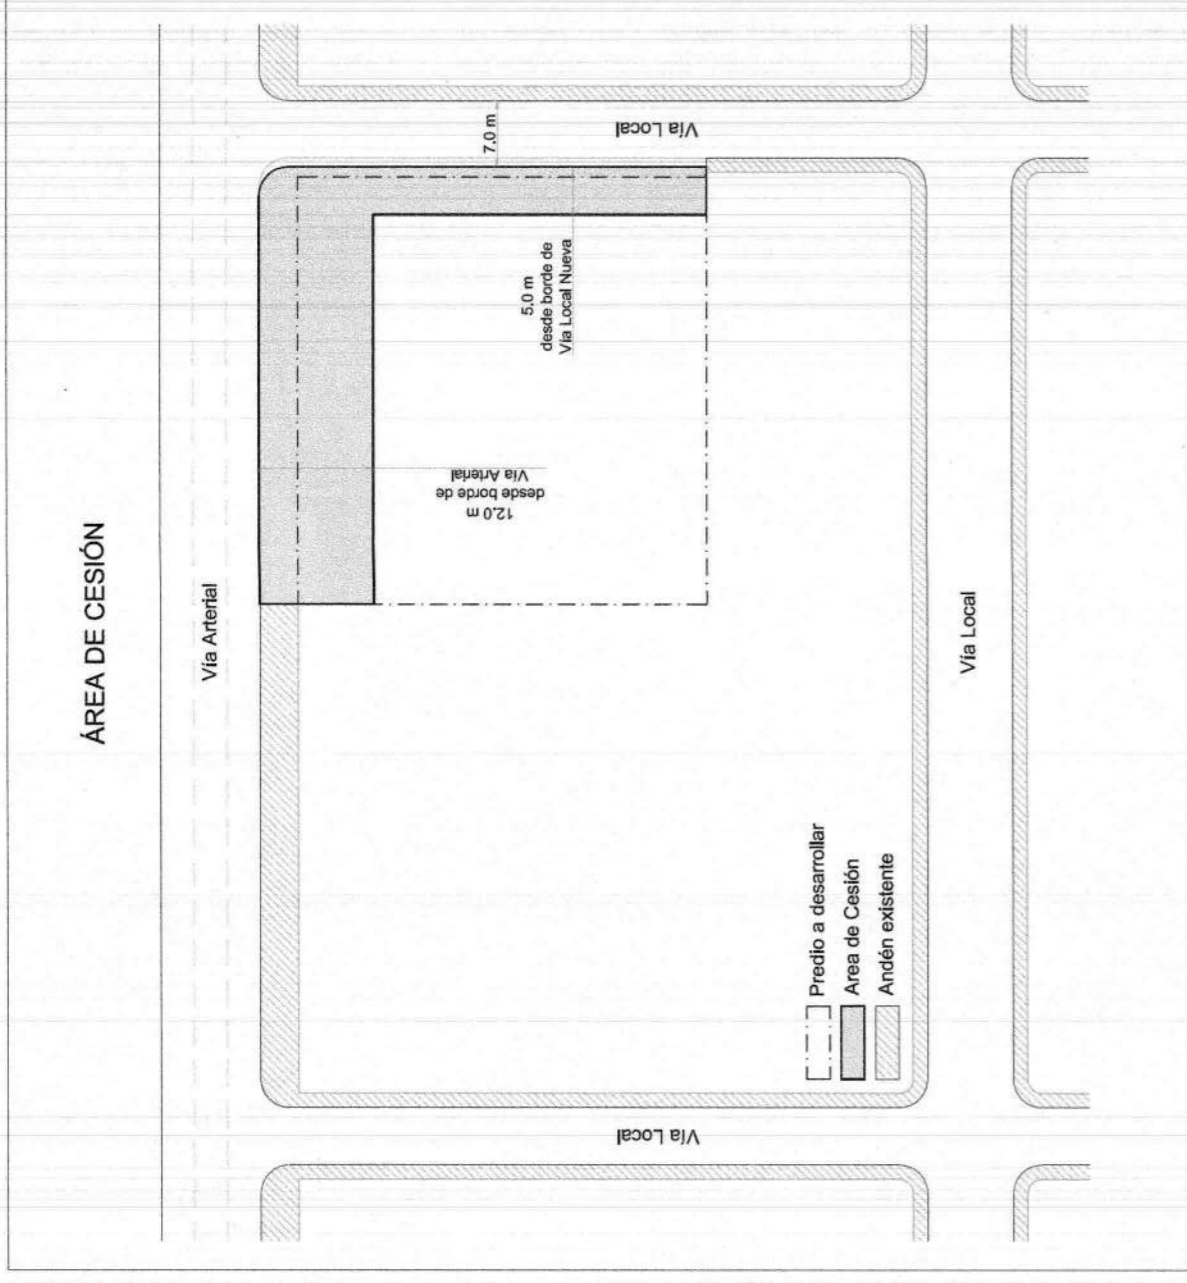 ÁREA DE CESIÓN
Vía Arterial
12.0 m
desde borde de
Vía Arterial
7.0 m
Vía Local
5.0 m
desde borde de
Vía Local Nueva
Vía Local
Vía Local
Predio a desarrollar
Area de Cesión
Andén existente